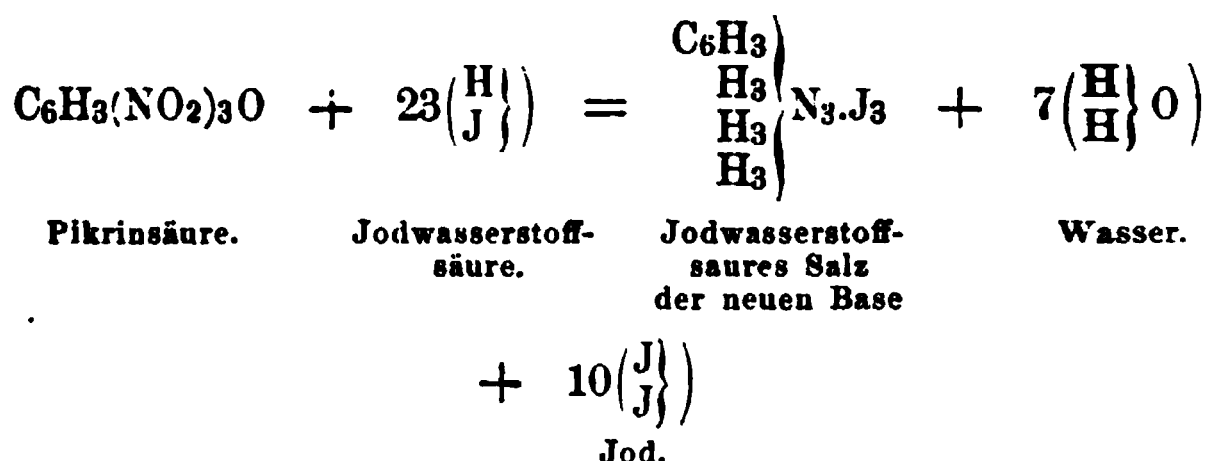 C6H3(NO2)3O + 23(H J}) = C6H3 H3 H3 H3}N3.J3 + 7(H H}O)
Pikrinsäure. Jodwasserstoff- Jodwasserstoff- Wasser.
säure. saures Salz
der neuen Base
+ 10(J J})
Jod.